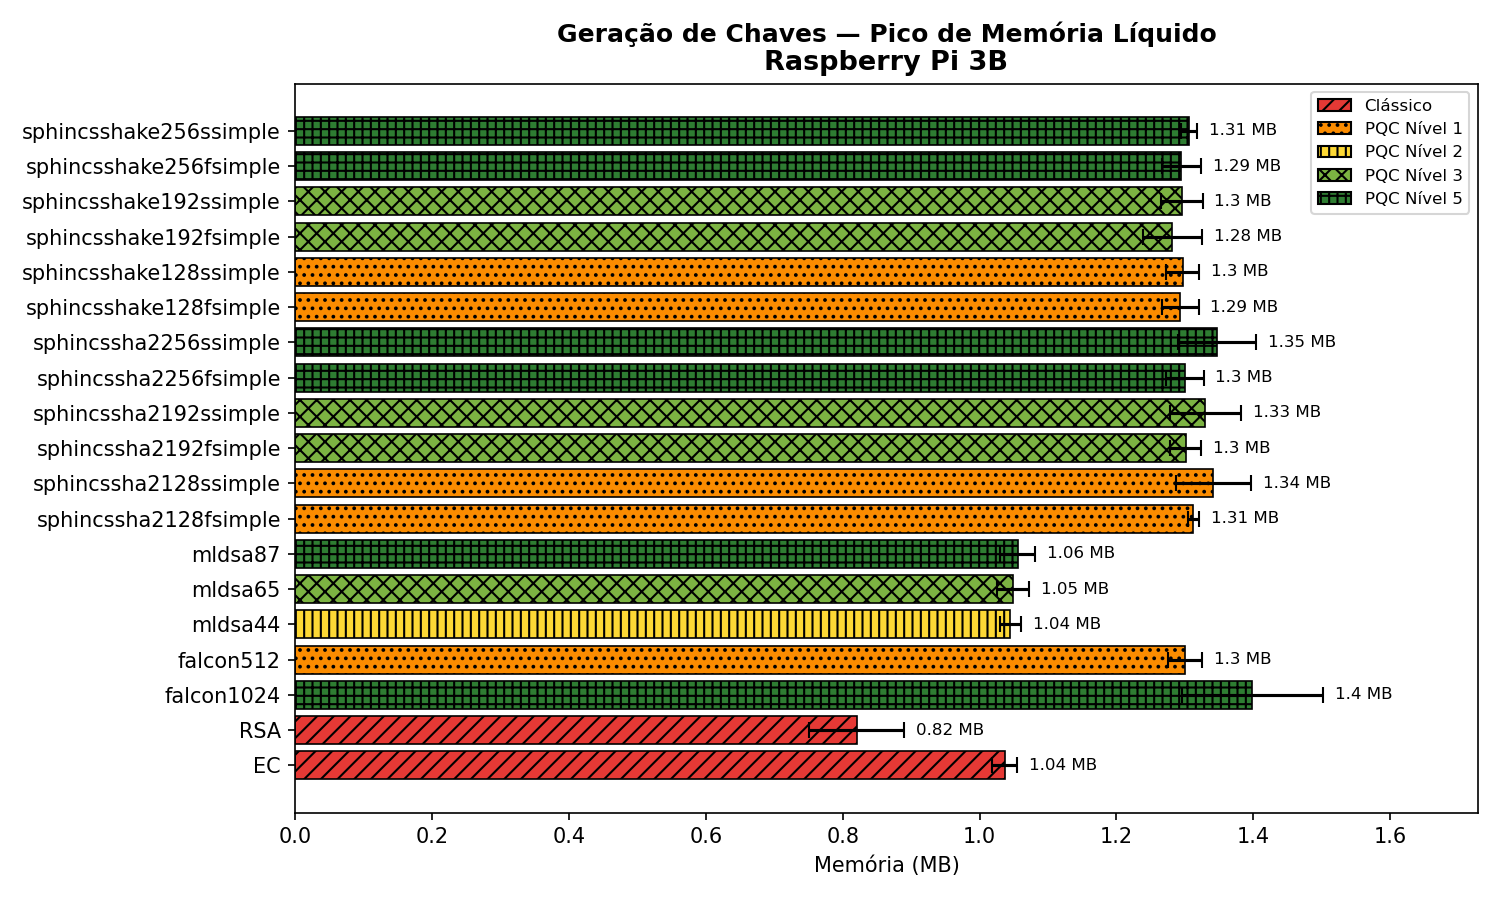 Geração de Chaves — Pico de Memória Líquido
Raspberry Pi 3B
Clássico
PQC Nível 1
PQC Nível 2
PQC Nível 3
PQC Nível 5
sphincsshake256ssimple 1.31 MB
sphincsshake256fsimple 1.29 MB
sphincsshake192ssimple 1.3 MB
sphincsshake192fsimple 1.28 MB
sphincsshake128ssimple 1.3 MB
sphincsshake128fsimple 1.29 MB
sphincssha2256ssimple 1.35 MB
sphincssha2256fsimple 1.3 MB
sphincssha2192ssimple 1.33 MB
sphincssha2192fsimple 1.3 MB
sphincssha2128ssimple 1.34 MB
sphincssha2128fsimple 1.31 MB
mldsa87 1.06 MB
mldsa65 1.05 MB
mldsa44 1.04 MB
falcon512 1.3 MB
falcon1024 1.4 MB
RSA 0.82 MB
EC 1.04 MB
0.0 0.2 0.4 0.6 0.8 1.0 1.2 1.4 1.6
Memória (MB)